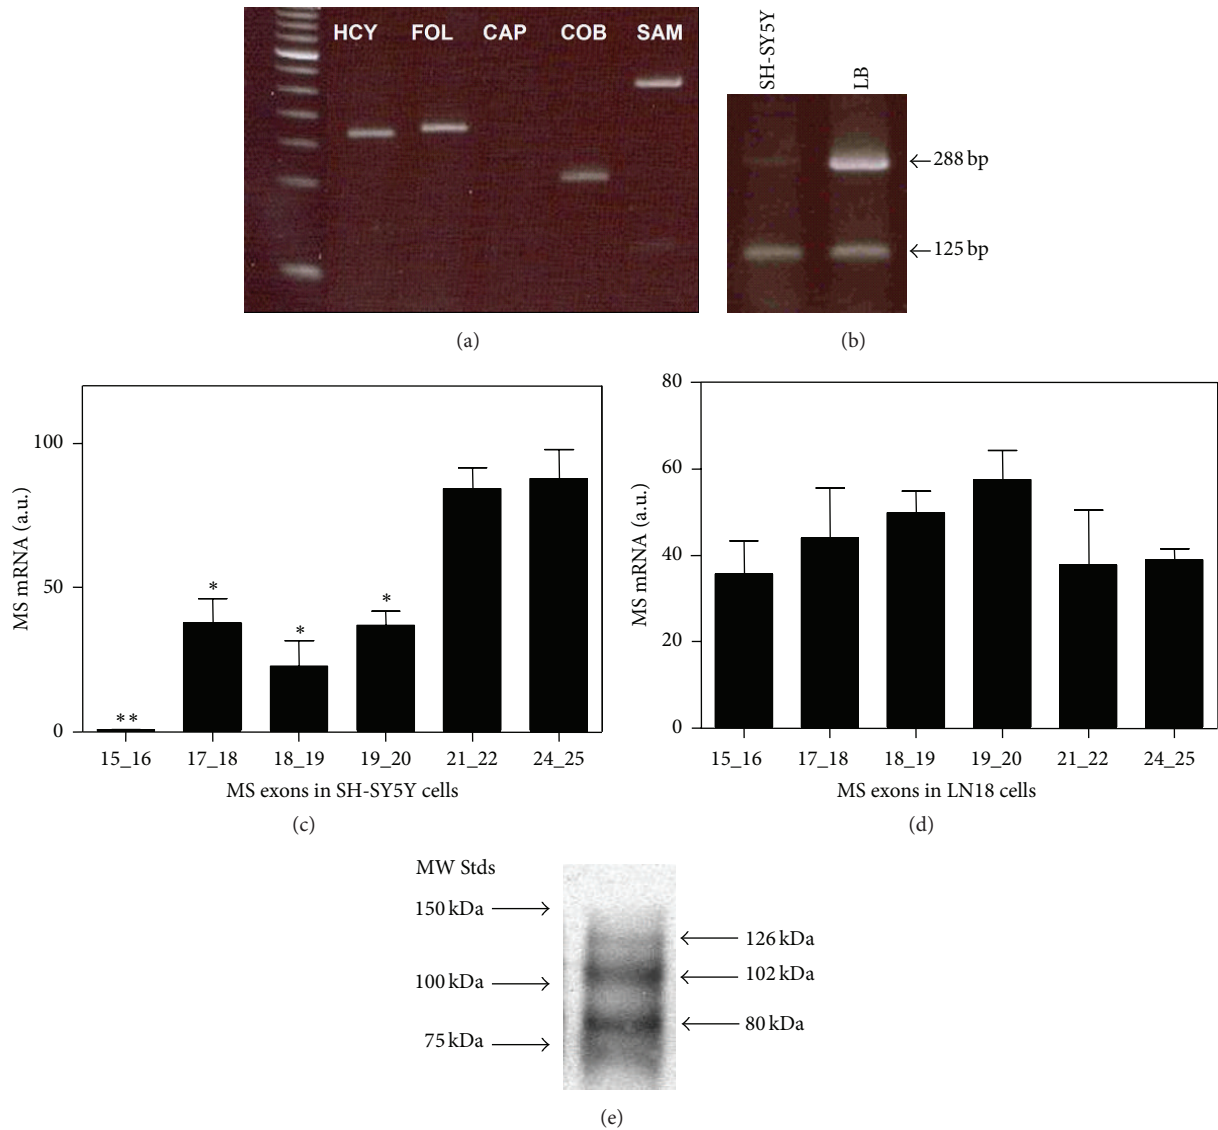 HCY FOL CAP COB SAM
SH-SY5Y
LB
288 bp
125 bp
(a)
(b)
MS mRNA (a.u.)
100
50
0
**
*
*
*
15_16 17_18 18_19 19_20 21_22 24_25
MS exons in SH-SY5Y cells
(c)
MS mRNA (a.u.)
80
60
40
20
0
15_16 17_18 18_19 19_20 21_22 24_25
MS exons in LN18 cells
(d)
MW Stds
150 kDa
100 kDa
75 kDa
126 kDa
102 kDa
80 kDa
(e)